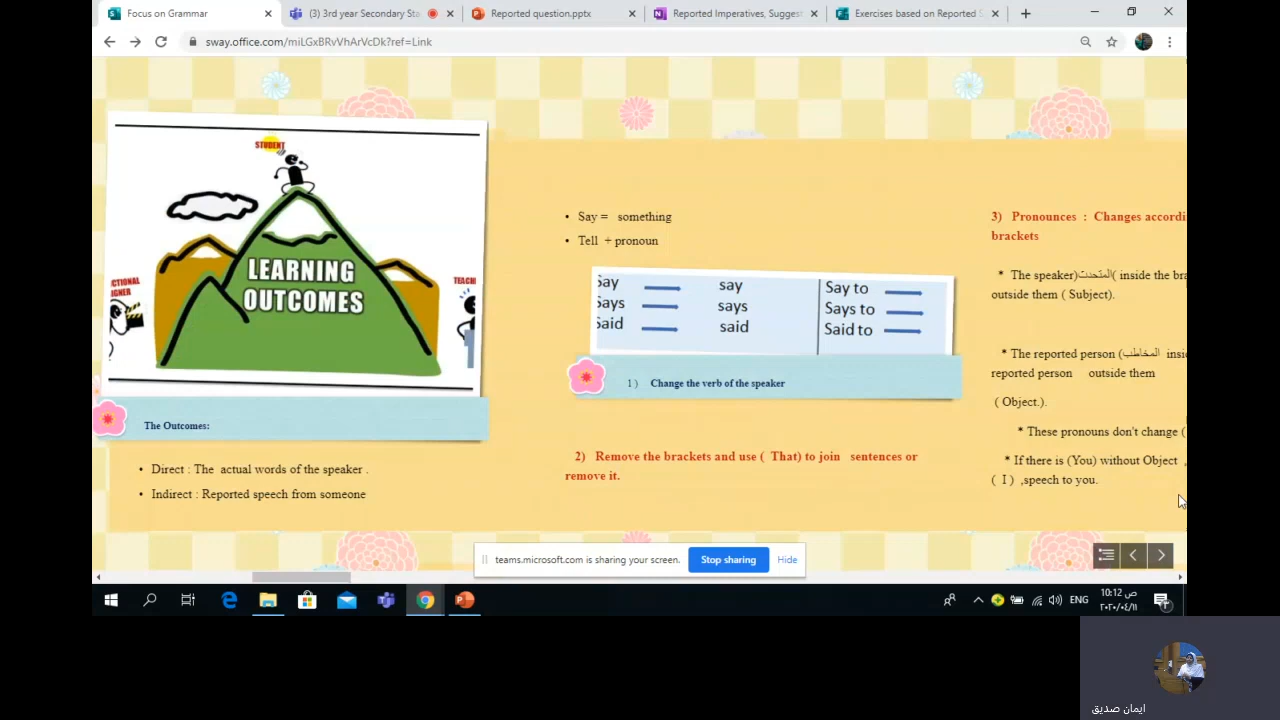 Focus on Grammar
(3) 3rd year Secondary Sta
Reported question.pptx
Reported Imperatives, Suggest
Exercises based on Reported S
sway.office.com/miLGxBRvVhArVcDk?ref=Link
STUDENT
CTIONAL
IGNER
TEACH
LEARNING
OUTCOMES
The Outcomes:
• Direct : The actual words of the speaker .
• Indirect : Reported speech from someone
• Say = something
• Tell + pronoun
Say say
Says says
Said said
Say to
Says to
Said to
1 ) Change the verb of the speaker
2) Remove the brackets and use ( That) to join sentences or
remove it.
3) Pronounces : Changes accordi
brackets
* The speaker)المتحدث( inside the bra
outside them ( Subject).
* The reported person (المخاطب insi
reported person outside them
( Object.).
* These pronouns don't change (
* If there is (You) without Object ,
( I ) ,speech to you.
teams.microsoft.com is sharing your screen.
Stop sharing
Hide
ENG
10:12 ص
٢٠٢٠/٠٤/١١
ايمان صديق